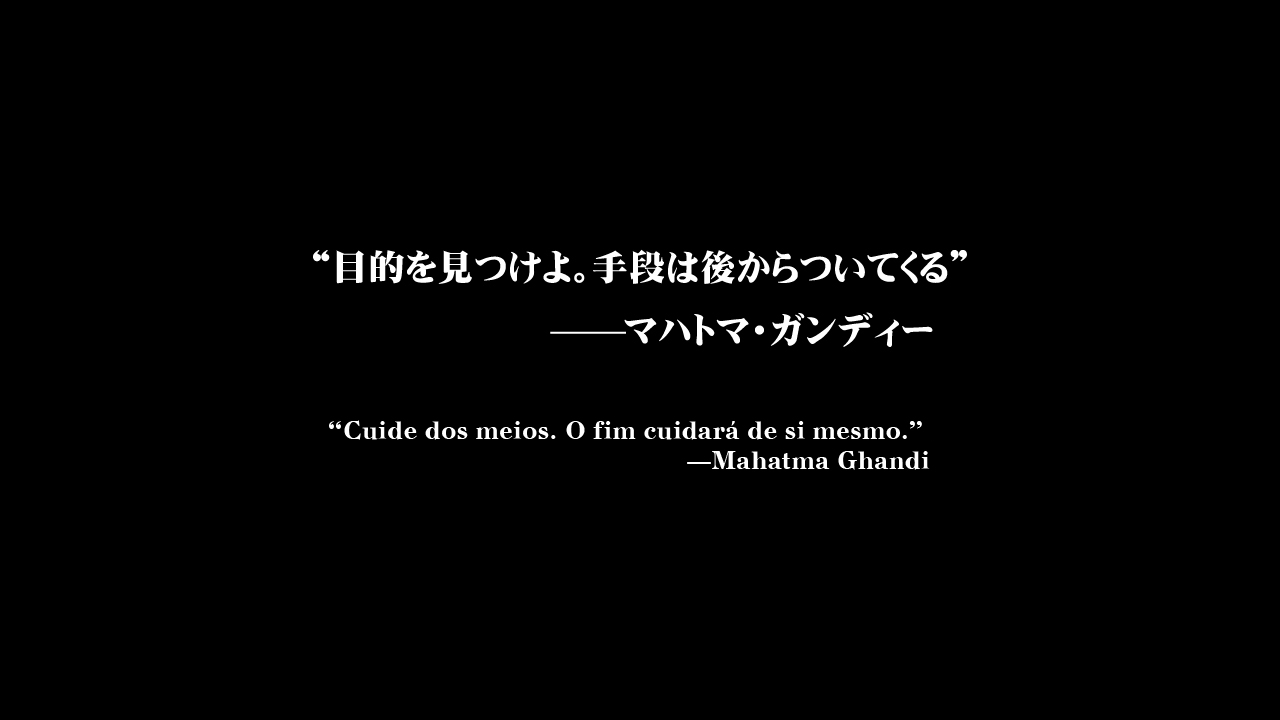 “目的を見つけよ。手段は後からついてくる”
――マハトマ・ガンディー
“Cuide dos meios. O fim cuidará de si mesmo.”
—Mahatma Ghandi